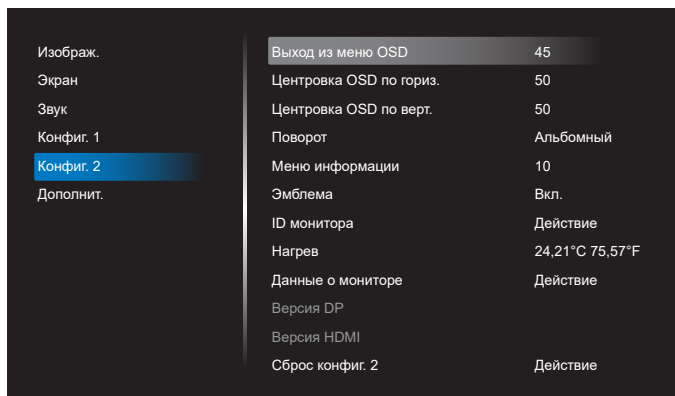 Изображ.
Экран
Звук
Конфиг. 1
Конфиг. 2
Дополнит.
Выход из меню OSD 45
Центровка OSD по гориз. 50
Центровка OSD по верт. 50
Поворот Альбомный
Меню информации 10
Эмблема Вкл.
ID монитора Действие
Нагрев 24,21°C 75,57°F
Данные о мониторе Действие
Версия DP
Версия HDMI
Сброс конфиг. 2 Действие